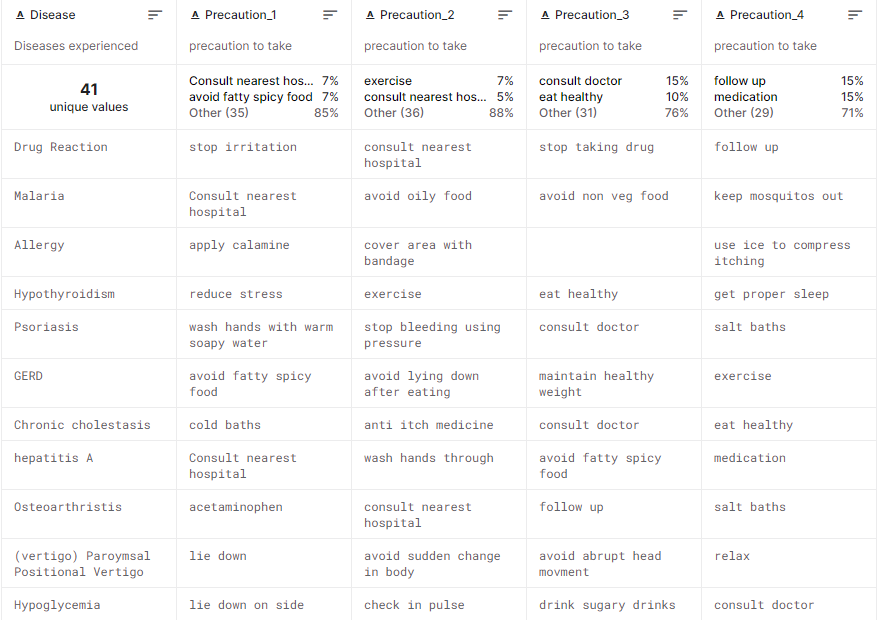 Disease Precaution_1 Precaution_2 Precaution_3 Precaution_4
Diseases experienced precaution to take precaution to take precaution to take precaution to take
41
unique values
Consult nearest hos... 7%
avoid fatty spicy food 7%
Other (35) 85%
exercise 7%
consult nearest hos... 5%
Other (36) 88%
consult doctor 15%
eat healthy 10%
Other (31) 76%
follow up 15%
medication 15%
Other (29) 71%
Drug Reaction
stop irritation
consult nearest
hospital
stop taking drug
follow up
Malaria
Consult nearest
hospital
avoid oily food
avoid non veg food
keep mosquitos out
Allergy
apply calamine
cover area with
bandage
use ice to compress
itching
Hypothyroidism
reduce stress
exercise
eat healthy
get proper sleep
Psoriasis
wash hands with warm
soapy water
stop bleeding using
pressure
consult doctor
salt baths
GERD
avoid fatty spicy
food
avoid lying down
after eating
maintain healthy
weight
exercise
Chronic cholestasis
cold baths
anti itch medicine
consult doctor
eat healthy
hepatitis A
Consult nearest
hospital
wash hands through
avoid fatty spicy
food
medication
Osteoarthristis
acetaminophen
consult nearest
hospital
follow up
salt baths
(vertigo) Paroymsal
Positional Vertigo
lie down
avoid sudden change
in body
avoid abrupt head
movment
relax
Hypoglycemia
lie down on side
check in pulse
drink sugary drinks
consult doctor